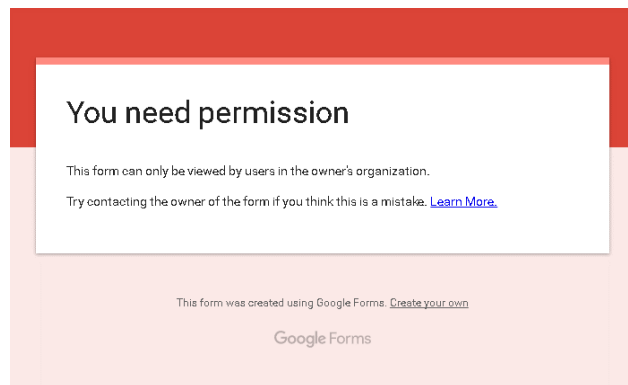 You need permission
This form can only be viewed by users in the owner's organization.
Try contacting the owner of the form if you think this is a mistake. Learn More.
This form was created using Google Forms. Create your own
Google Forms